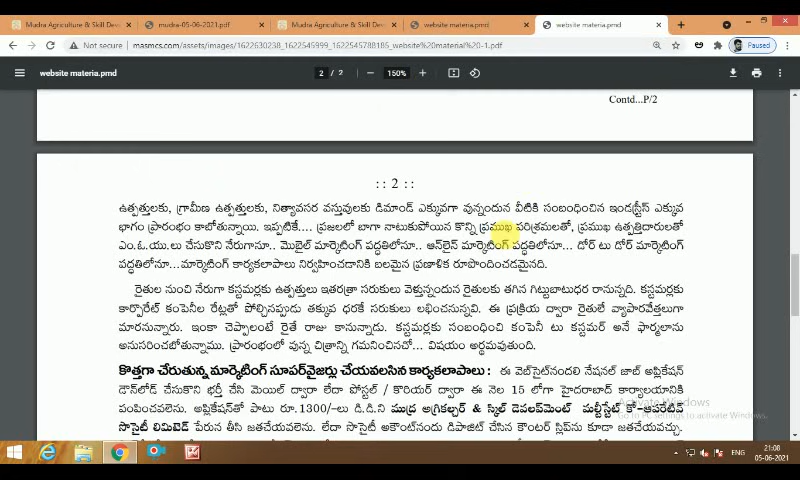 Mudra Agriculture & Skill Dev
mudra-05-06-2021.pdf
Mudra Agriculture & Skill Dev
website materia.pmd
website materia.pmd
Not secure
masmcs.com/assets/images/1622630238_1622545999_1622545788185_website%20material%20-1.pdf
Paused
website materia.pmd
2 / 2
150%
Contd...P/2
: : 2 : :
ఉత్పత్తులకు, గ్రామీణ ఉత్పత్తులకు, నిత్యావసర వస్తువులకు డిమాండ్ ఎక్కువగా వున్నందున వీటికి సంబంధించిన ఇండస్ట్రీస్ ఎక్కువ
భాగం ప్రారంభం కాబోతున్నాయి. ఇప్పటికే.... ప్రజలలో బాగా నాటుకుపోయిన కొన్ని ప్రముఖ పరిశ్రమలతో, ప్రముఖ ఉత్పత్తిదారులతో
ఎం.ఓ.యు.లు చేసుకొని నేరుగానూ.. మొబైల్ మార్కెటింగ్ పద్ధతిలోనూ.. ఆన్‌లైన్ మార్కెటింగ్ పద్ధతిలోనూ... డోర్ టు డోర్ మార్కెటింగ్
పద్ధతిలోనూ...మార్కెటింగ్ కార్యకలాపాలు నిర్వహించడానికి బలమైన ప్రణాళిక రూపొందించడమైనది.
రైతుల నుంచి నేరుగా కస్టమర్లకు ఉత్పత్తులు ఇతరత్రా సరుకులు వెళ్తున్నందున రైతులకు తగిన గిట్టుబాటుధర రానున్నది. కస్టమర్లకు
కార్పొరేట్ కంపెనీల రేట్లతో పోల్చినప్పుడు తక్కువ ధరకే సరుకులు లభించనున్నవి. ఈ ప్రక్రియ ద్వారా రైతులే వ్యాపారవేత్తలుగా
మారనున్నారు. ఇంకా చెప్పాలంటే రైతే రాజు కానున్నాడు. కస్టమర్లకు సంబంధించి కంపెనీ టు కస్టమర్ అనే ఫార్ములాను
అనుసరించబోతున్నాము. ప్రారంభంలో వున్న చిత్రాన్ని గమనించినచో... విషయం అర్థమవుతుంది.
కొత్తగా చేరుతున్న మార్కెటింగ్ సూపర్‌వైజర్లు చేయవలసిన కార్యకలాపాలు : ఈ వెబ్‌సైట్‌నందలి నేషనల్ జాబ్ అప్లికేషన్
డౌన్‌లోడ్ చేసుకొని భర్తీ చేసి మెయిల్ ద్వారా లేదా పోస్టల్ / కొరియర్ ద్వారా ఈ నెల 15 లోగా హైదరాబాద్ కార్యాలయానికి
పంపించవలెను. అప్లికేషన్‌తో పాటు రూ.1300/-లు డి.డి.ని ముద్ర అగ్రికల్చర్ & స్కిల్ డెవలప్‌మెంట్ మల్టీస్టేట్ కో-ఆపరేటివ్
సొసైటీ లిమిటెడ్ పేరున తీసి జతచేయవలెను. లేదా సొసైటీ అకౌంట్‌నందు డిపాజిట్ చేసిన కౌంటర్ స్లిప్‌ను కూడా జతచేయవచ్చు.
Activate Windows
Go to PC settings to activate Windows.
ENG
21:08
05-06-2021